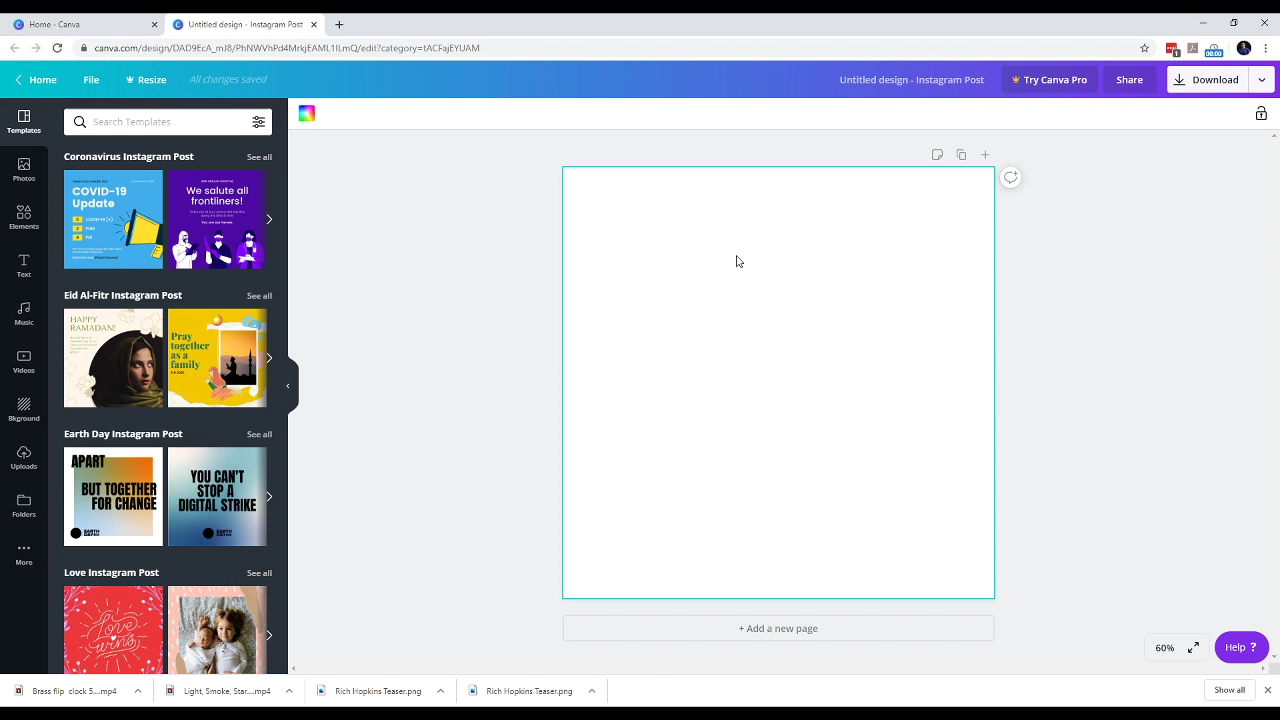 Home - Canva
Untitled design - Instagram Post
canva.com/design/DAD9EcA_mJ8/PhNWVhPd4MrkjEAML1ILmQ/edit?category=tACFajEYUAM
1
00:00
Home
File
Resize
All changes saved
Untitled design - Instagram Post
Try Canva Pro
Share
Download
Templates
Photos
Elements
Text
Music
Videos
Bkground
Uploads
Folders
More
Search Templates
Coronavirus Instagram Post
See all
COVID-19
Update
We salute all
frontliners!
Eid Al-Fitr Instagram Post
See all
HAPPY
RAMADAN!
Pray
together
as a
family
Earth Day Instagram Post
See all
APART
BUT TOGETHER
FOR CHANGE
YOU CAN'T
STOP A
DIGITAL STRIKE
Love Instagram Post
See all
Love
wins
+ Add a new page
60%
Help ?
Brass flip clock 5....mp4
Light, Smoke, Star....mp4
Rich Hopkins Teaser.png
Rich Hopkins Teaser.png
Show all